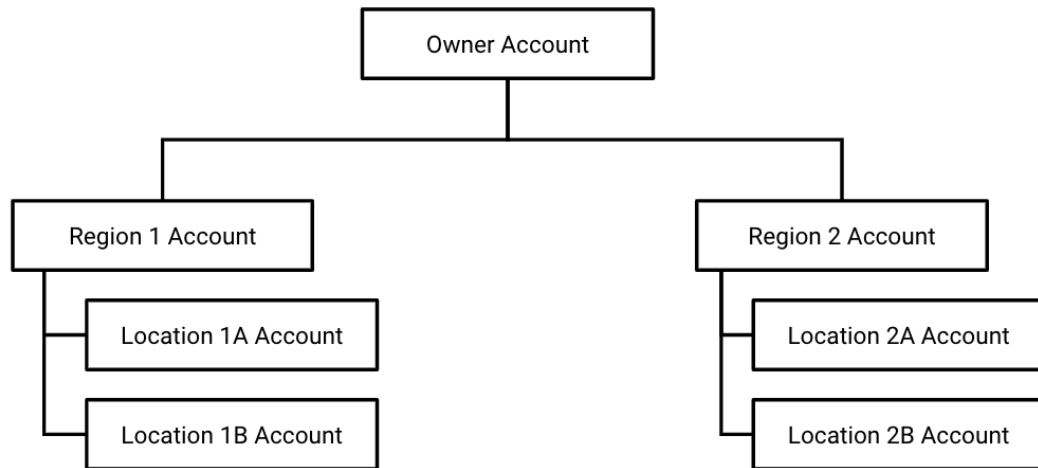 Owner Account
Region 1 Account
Region 2 Account
Location 1A Account
Location 2A Account
Location 1B Account
Location 2B Account